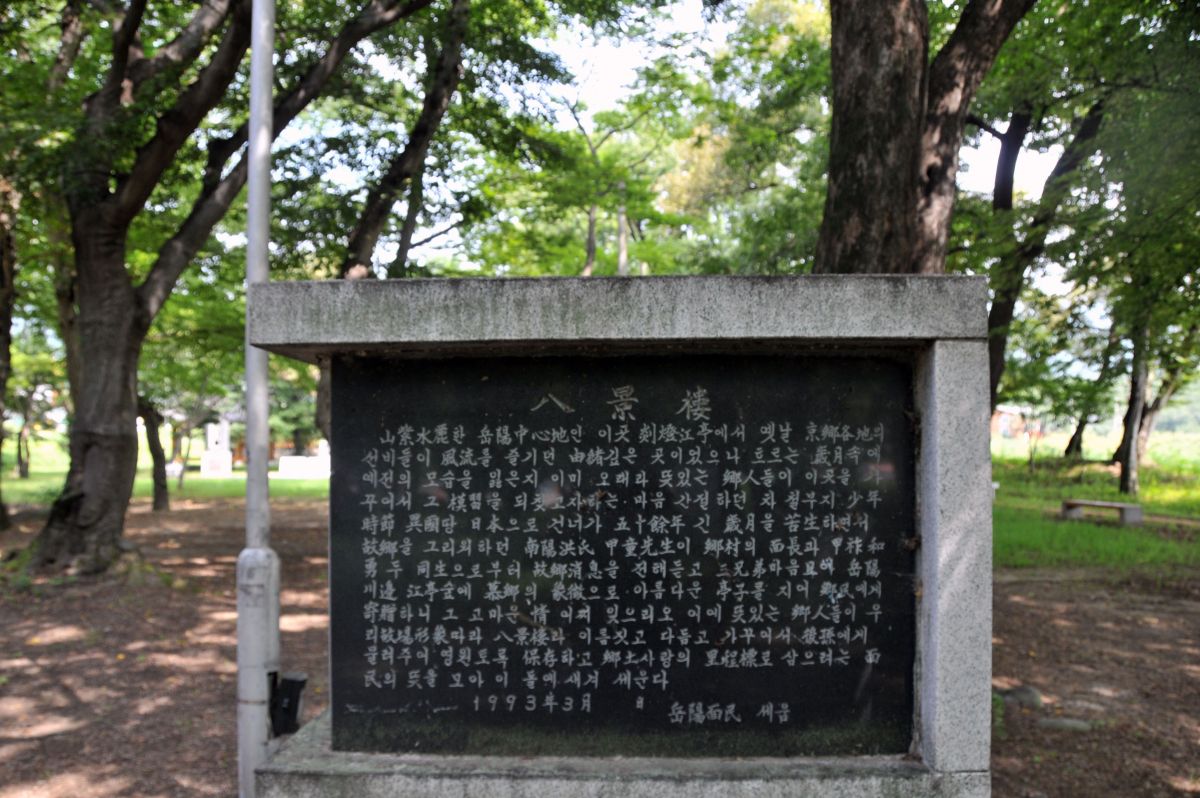 八景樓
山紫水麗한 岳陽中心地인 이곳 剡燈江亭에서 옛날 京鄕各地의
선비들이 風流를 즐기던 由緖깊은 곳이었으나 흐르는 歲月속에
예전의 모습을 잃은지 이미 오래라 뜻있는 鄕人들이 이곳을 가
꾸어서 그 模習을 되찾고자하는 마음 간절하던 차 철부지 少年
時節 異國땅 日本으로 건너가 五十餘年 긴 歲月을 苦生하면서
故鄕을 그리워하던 南陽洪氏 甲童先生이 鄕村의 面長과 甲祚 和
勇 두 同生으로부터 故鄕消息을 전해듣고 三兄弟마음모아 岳陽
川邊 江亭숲에 慕鄕의 象徵으로 아름다운 亭子를 지어 鄕民에게
寄贈하니 그 고마운 情 어찌 잊으리오 이에 뜻있는 鄕人들이 우
리故場形象따라 八景樓라 이름짓고 다듬고 가꾸어서 後孫에게
물려주어 영원토록 保存하고 鄕土사랑의 里程標로 삼으려는 面
民의 뜻을 모아 이 돌에새겨 세운다
1993年3月 日 岳陽面民 세움